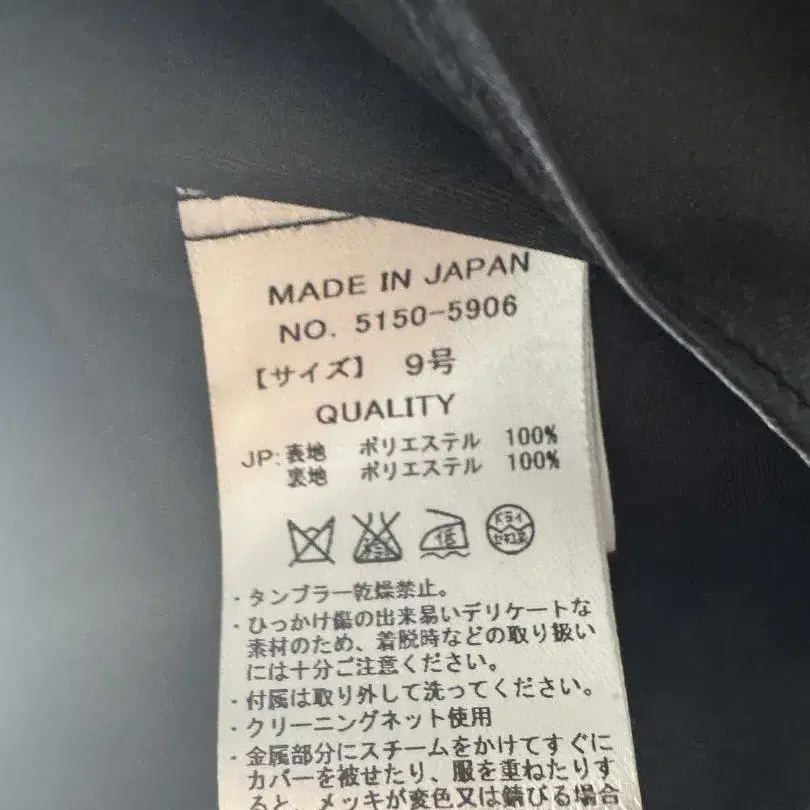 MADE IN JAPAN
NO. 5150-5906
【サイズ】 9号
QUALITY
JP:表地 ポリエステル 100%
裏地 ポリエステル 100%
低
ドライ
セキユ系
・タンブラー乾燥禁止。
・ひっかけ傷の出来易いデリケートな
素材のため、着脱時などの取り扱い
には十分ご注意ください。
・付属は取り外して洗ってください。
・クリーニングネット使用
・金属部分にスチームをかけてすぐに
カバーを被せたり、服を重ねたりす
ると、メッキが変色又は錆びる場合